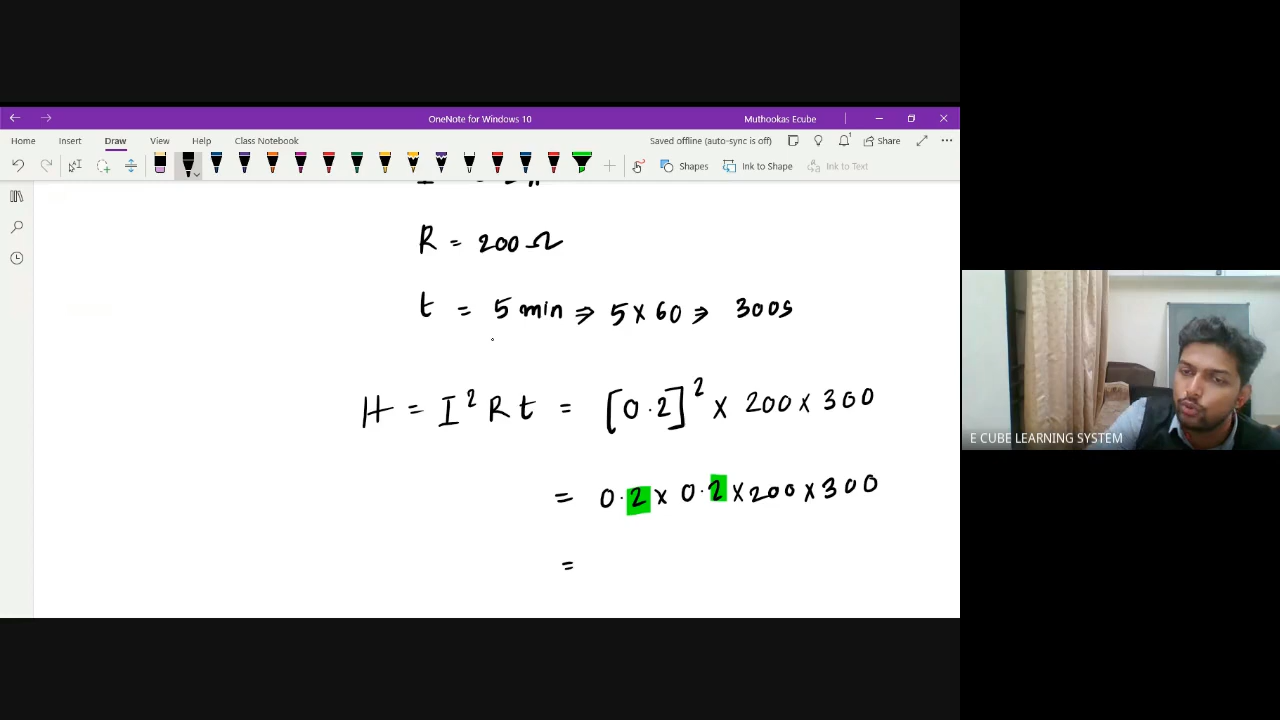 OneNote for Windows 10
Muthookas Ecube
Home Insert Draw View Help Class Notebook
Saved offline (auto-sync is off)
Share
Shapes Ink to Shape Ink to Text
R = 200 Ω
t = 5 min ⇒ 5 × 60 ⇒ 300s
H = I² R t = [0.2]² × 200 × 300
= 0.2 × 0.2 × 200 × 300
=
E CUBE LEARNING SYSTEM